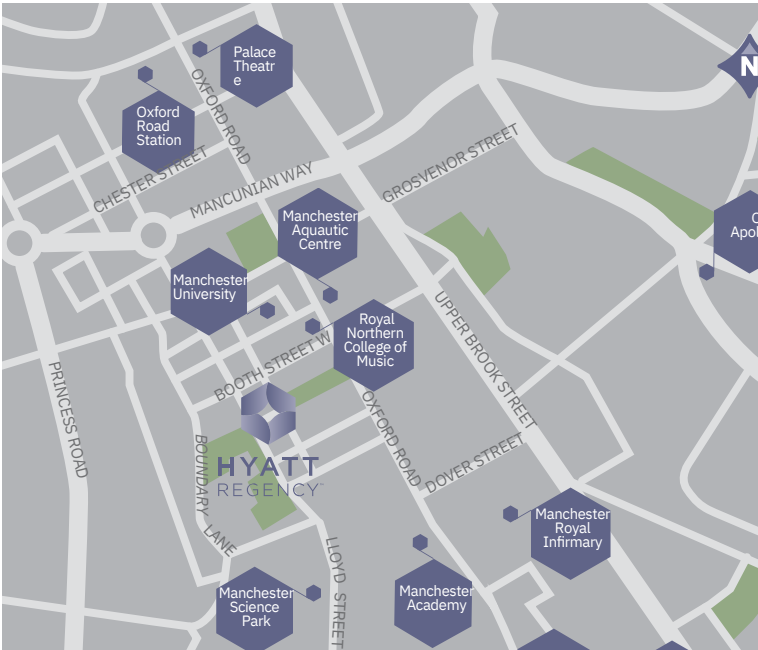 Palace
Theatr
e
N
Oxford
Road
Station
OXFORD ROAD
CHESTER STREET
MANCUNIAN WAY
GROSVENOR STREET
Manchester
Aquautic
Centre
Apol
Manchester
University
Royal
Northern
College of
Music
UPPER BROOK STREET
BOOTH STREET W
PRINCESS ROAD
OXFORD ROAD
BOUNDARY
LANE
HYATT
REGENCY
DOVER STREET
Manchester
Royal
Infirmary
LLOYD STREET
Manchester
Science
Park
Manchester
Academy